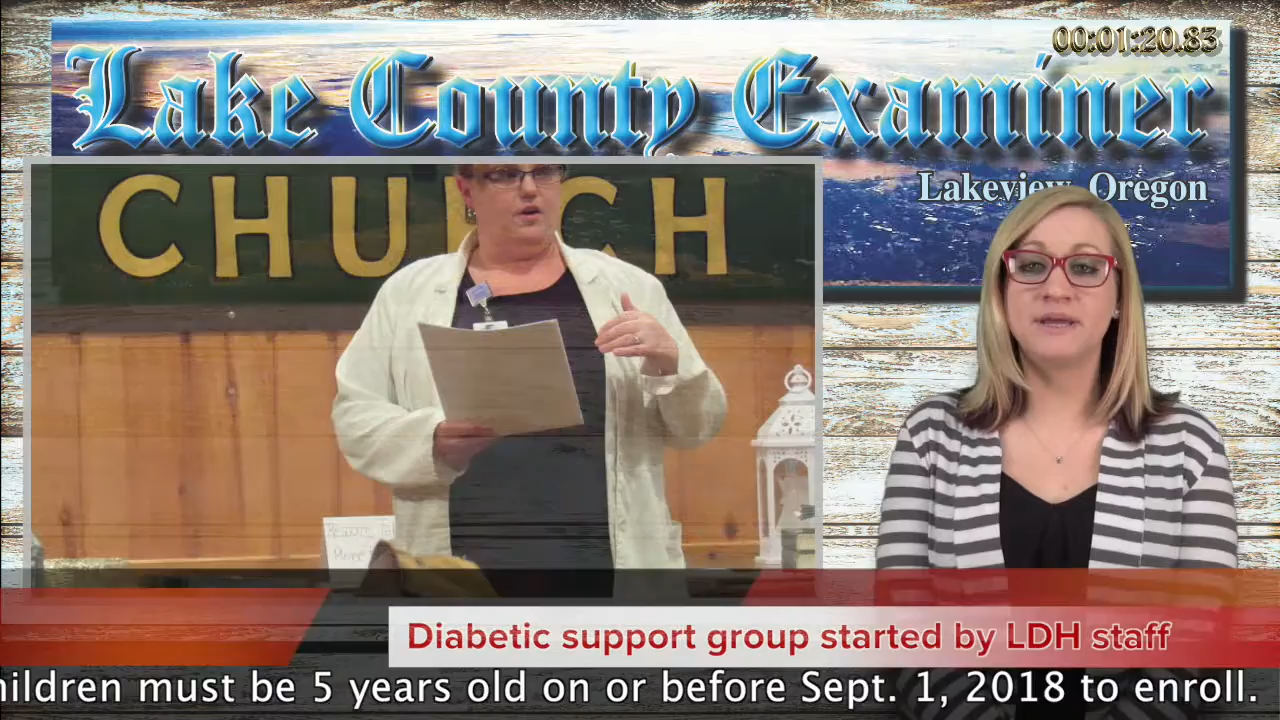 00:01:20.83
Lake County Examiner
Lakeview, Oregon
CHURCH
Diabetic support group started by LDH staff
hildren must be 5 years old on or before Sept. 1, 2018 to enroll.